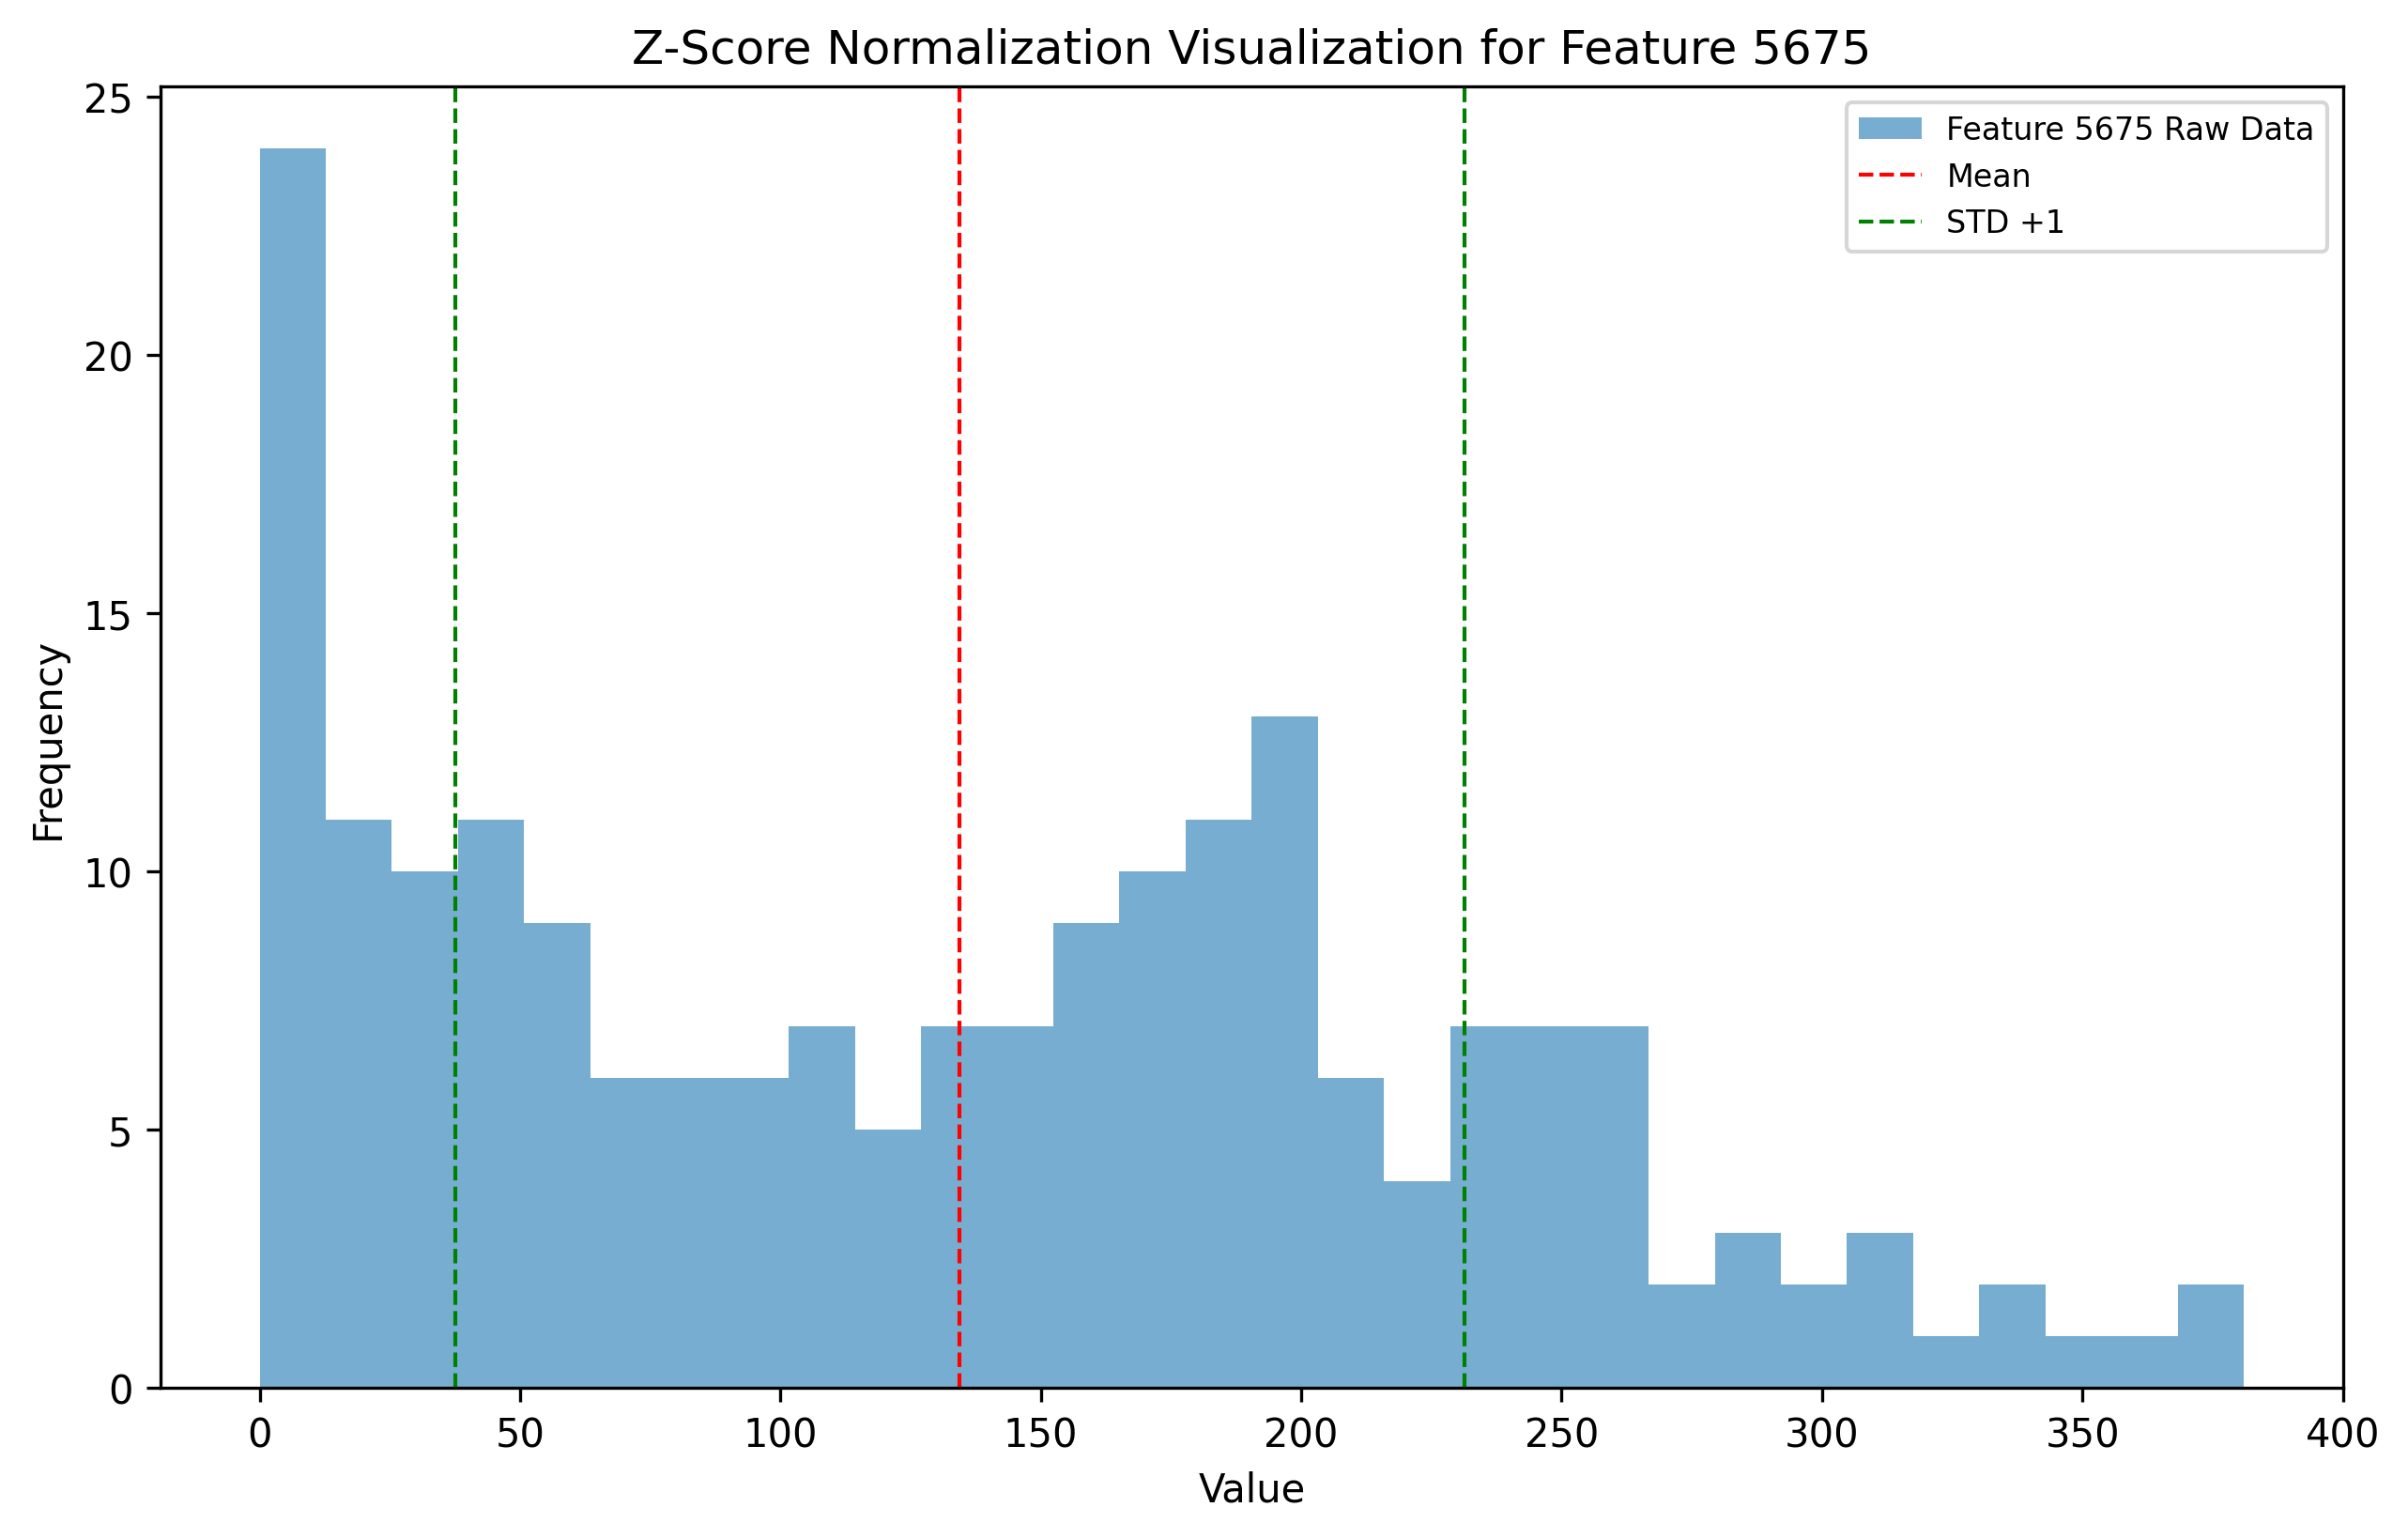 Z-Score Normalization Visualization for Feature 5675
25
20
15
10
5
0
Frequency
Feature 5675 Raw Data
Mean
STD +1
0 50 100 150 200 250 300 350 400
Value